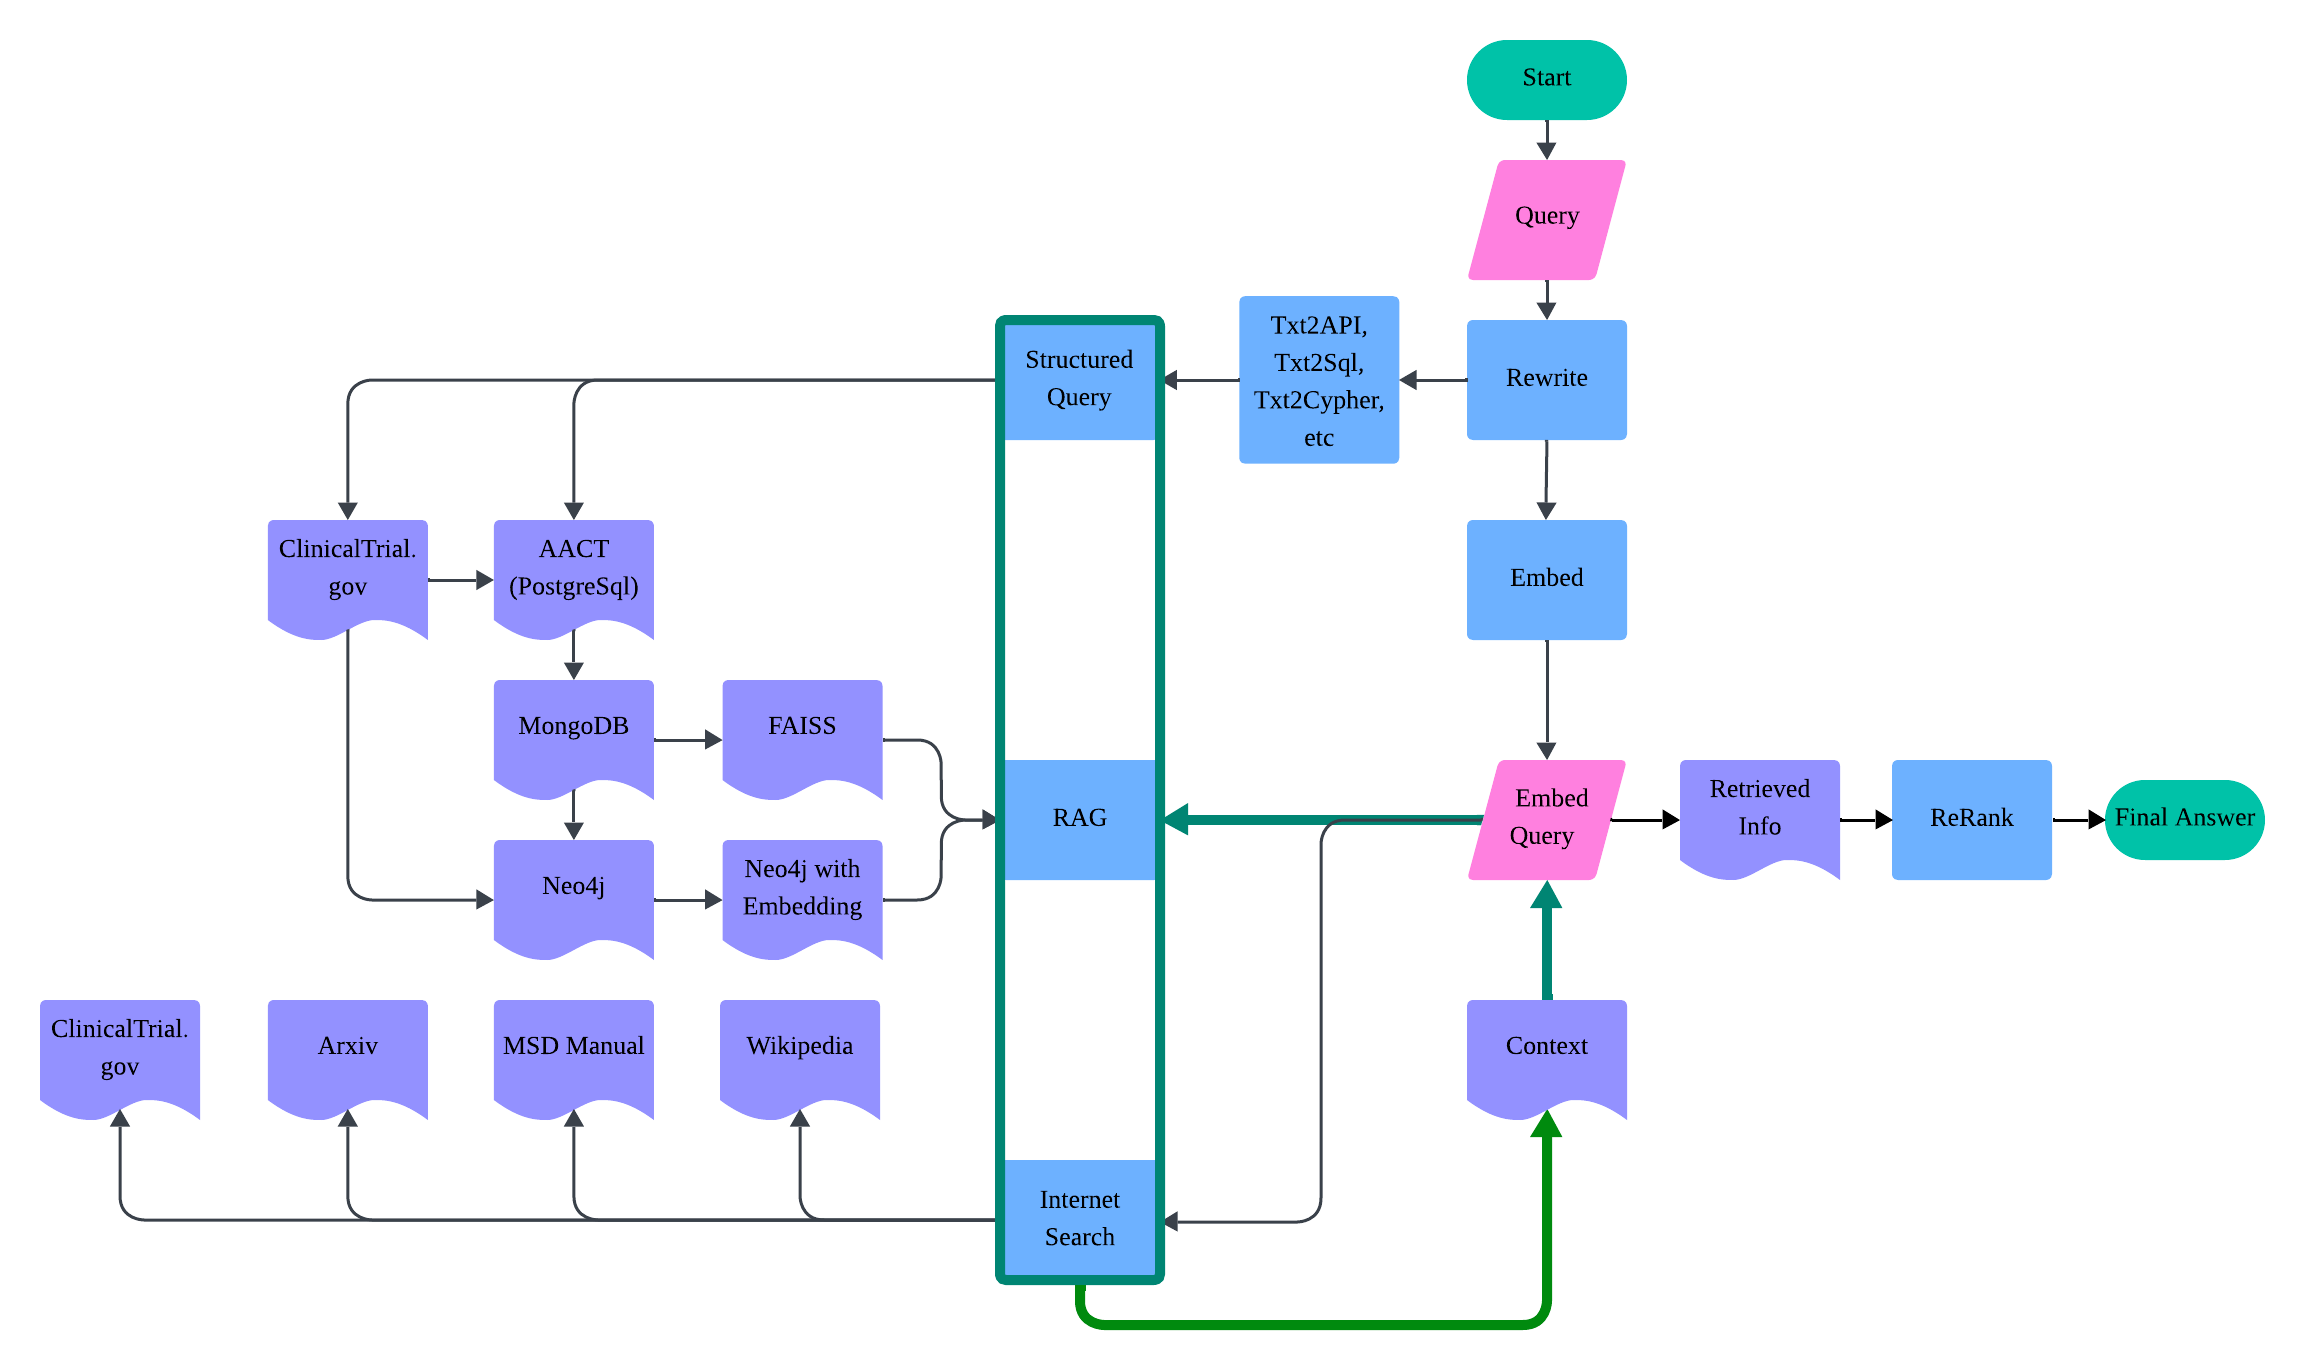 Start
Query
Txt2API,
Txt2Sql,
Txt2Cypher,
etc
Structured
Query
Rewrite
ClinicalTrial.
gov
AACT
(PostgreSql)
Embed
MongoDB
FAISS
RAG
Embed
Query
Retrieved
Info
ReRank
Final Answer
Neo4j
Neo4j with
Embedding
ClinicalTrial.
gov
Arxiv
MSD Manual
Wikipedia
Context
Internet
Search